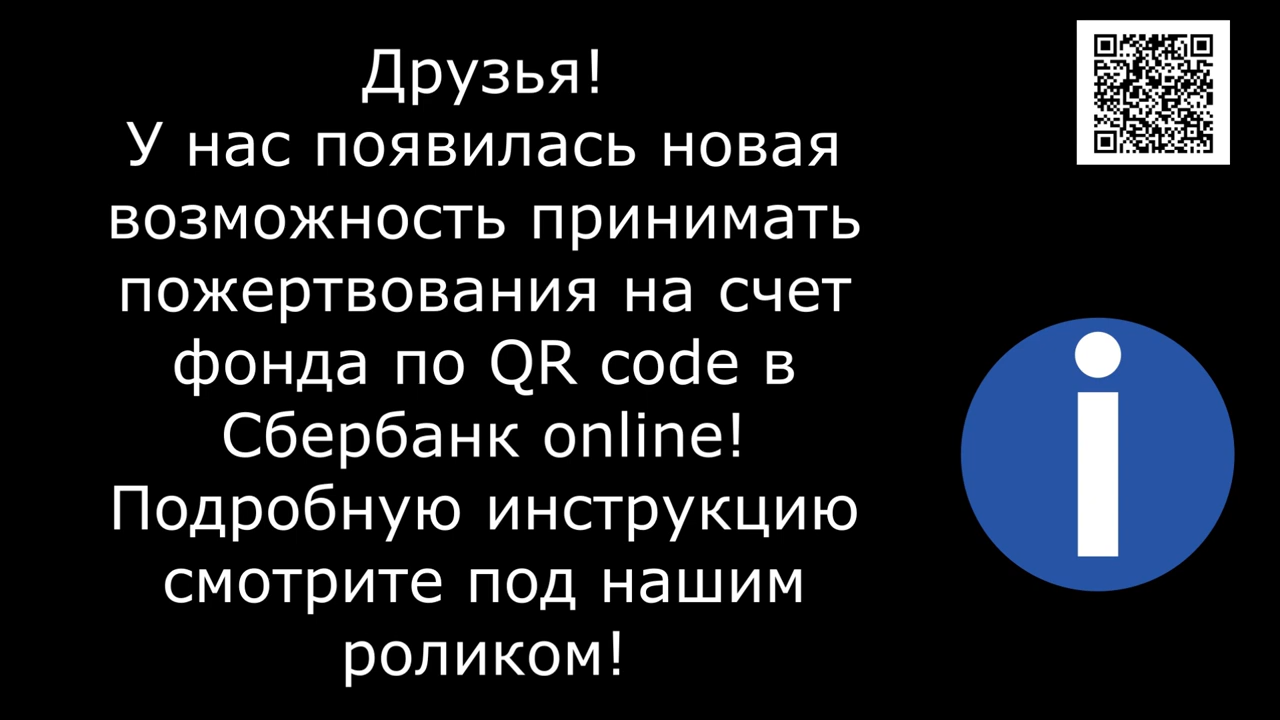 Друзья!
У нас появилась новая
возможность принимать
пожертвования на счет
фонда по QR code в
Сбербанк online!
Подробную инструкцию
смотрите под нашим
роликом!
i